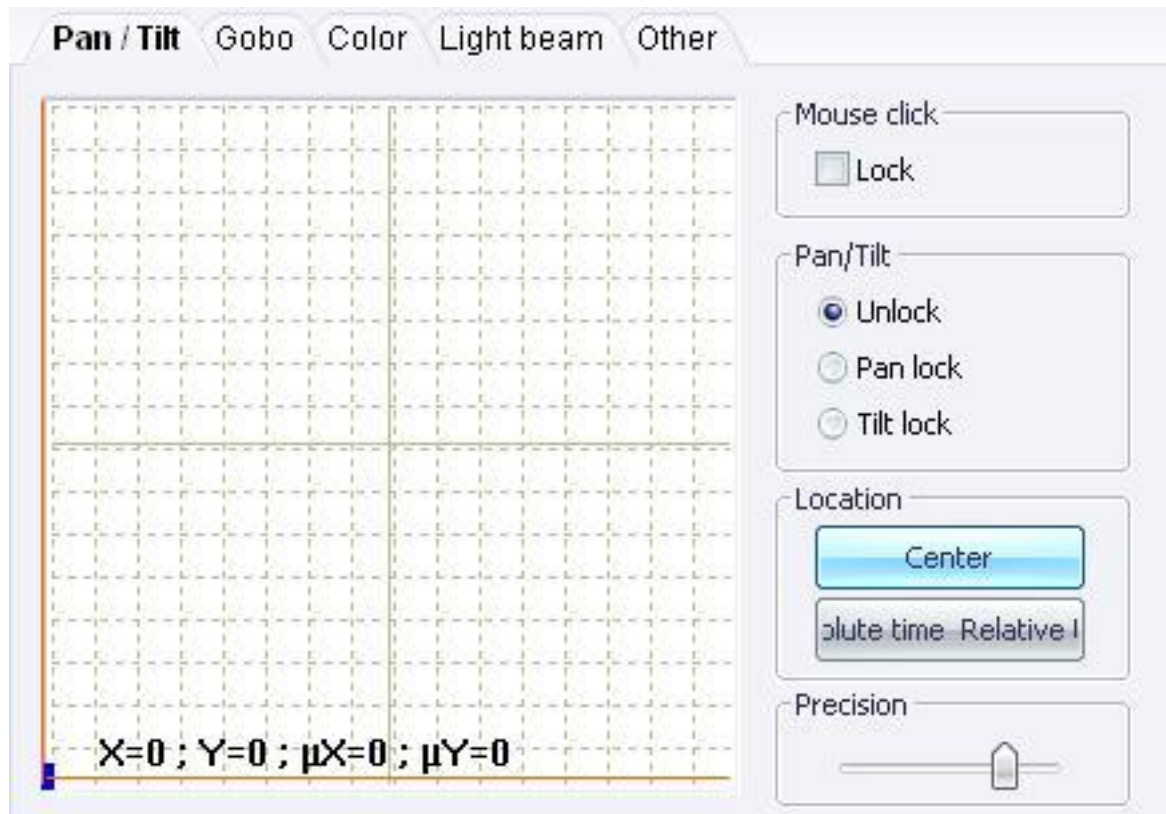 Pan / Tilt Gobo Color Light beam Other
Mouse click
Lock
Pan/Tilt
Unlock
Pan lock
Tilt lock
Location
Center
olute time Relative
Precision
X=0 ; Y=0 ; µX=0 ; µY=0